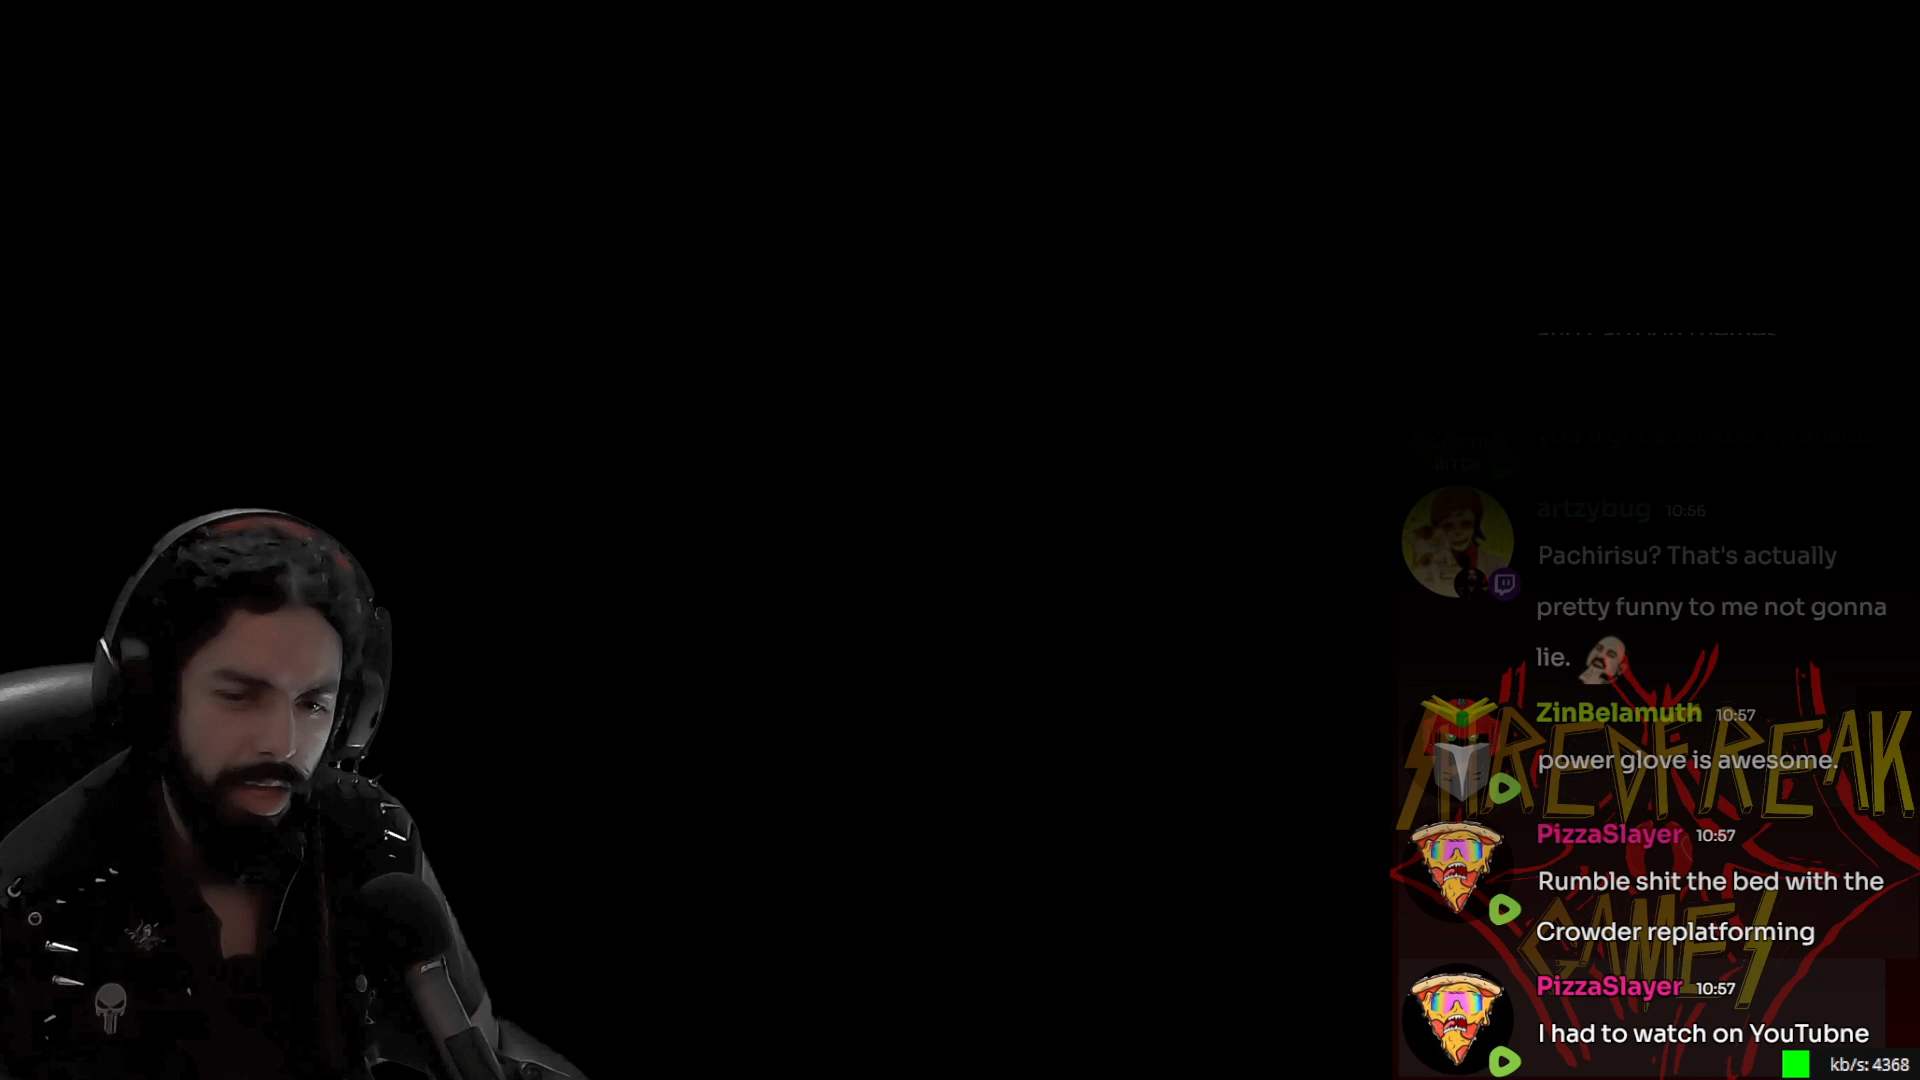 artzybug 10:56
Pachirisu? That's actually
pretty funny to me not gonna
lie.
ZinBelamuth 10:57
power glove is awesome.
SHREDFREAK
GAMES
PizzaSlayer 10:57
Rumble shit the bed with the
Crowder replatforming
PizzaSlayer 10:57
I had to watch on YouTubne
kb/s: 4368